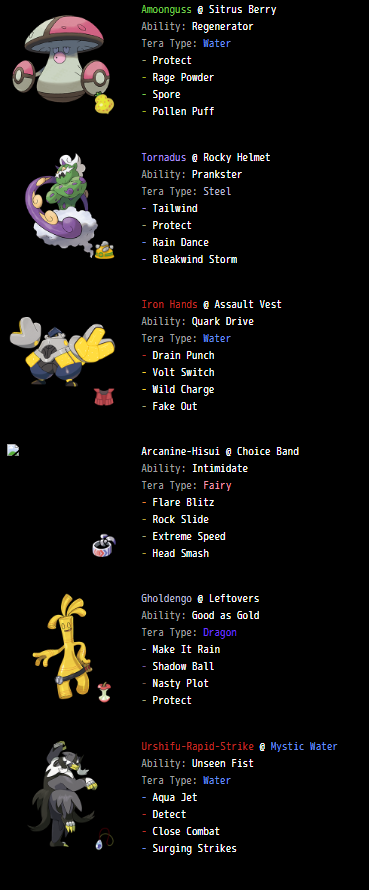 Amoonguss @ Sitrus Berry
Ability: Regenerator
Tera Type: Water
- Protect
- Rage Powder
- Spore
- Pollen Puff
Tornadus @ Rocky Helmet
Ability: Prankster
Tera Type: Steel
- Tailwind
- Protect
- Rain Dance
- Bleakwind Storm
Iron Hands @ Assault Vest
Ability: Quark Drive
Tera Type: Water
- Drain Punch
- Volt Switch
- Wild Charge
- Fake Out
Arcanine-Hisui @ Choice Band
Ability: Intimidate
Tera Type: Fairy
- Flare Blitz
- Rock Slide
- Extreme Speed
- Head Smash
Gholdengo @ Leftovers
Ability: Good as Gold
Tera Type: Dragon
- Make It Rain
- Shadow Ball
- Nasty Plot
- Protect
Urshifu-Rapid-Strike @ Mystic Water
Ability: Unseen Fist
Tera Type: Water
- Aqua Jet
- Detect
- Close Combat
- Surging Strikes